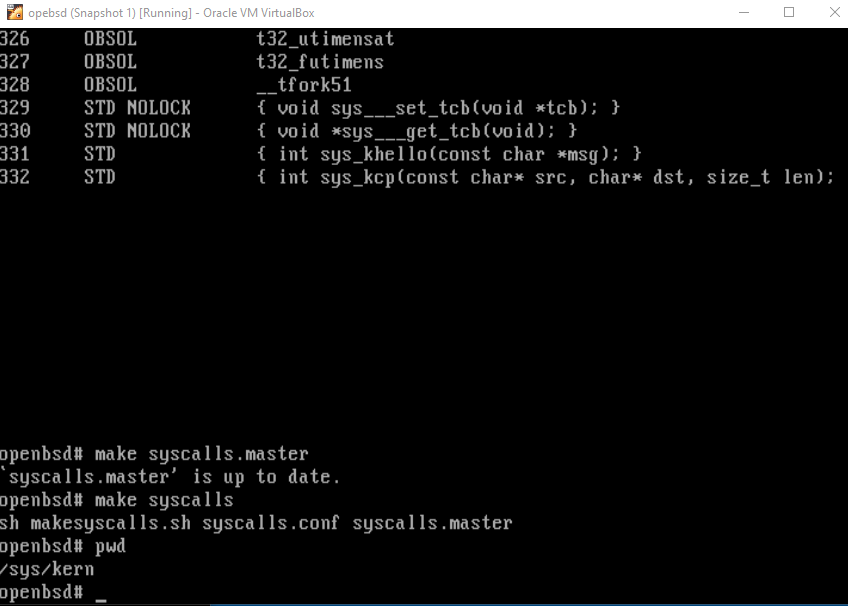 opebsd (Snapshot 1) [Running] - Oracle VM VirtualBox
326 OBSOL t32_utimensat
327 OBSOL t32_futimens
328 OBSOL __tfork51
329 STD NOLOCK { void sys___set_tcb(void *tcb); }
330 STD NOLOCK { void *sys___get_tcb(void); }
331 STD { int sys_khello(const char *msg); }
332 STD { int sys_kcp(const char* src, char* dst, size_t len);
openbsd# make syscalls.master
`syscalls.master' is up to date.
openbsd# make syscalls
sh makesyscalls.sh syscalls.conf syscalls.master
openbsd# pwd
/sys/kern
openbsd# _